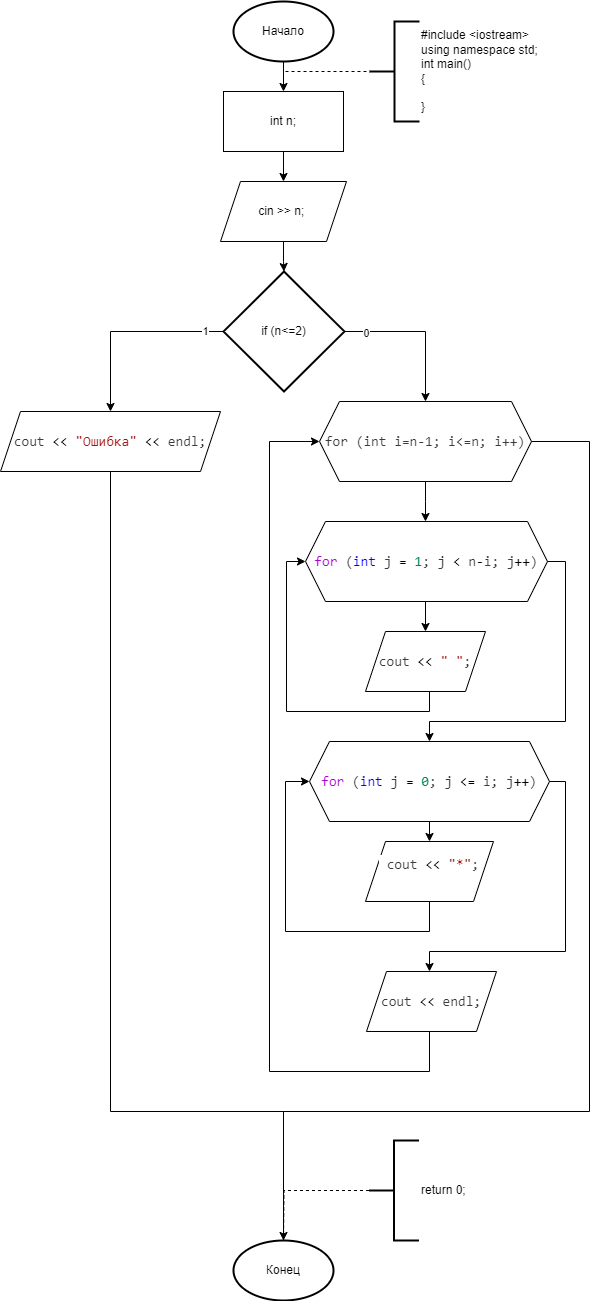 Начало
#include <iostream>
using namespace std;
int main()
{
}
int n;
cin >> n;
if (n<=2)
1
0
cout << "Ошибка" << endl;
for (int i=n-1; i<=n; i++)
for (int j = 1; j < n-i; j++)
cout << " ";
for (int j = 0; j <= i; j++)
cout << "*";
cout << endl;
return 0;
Конец